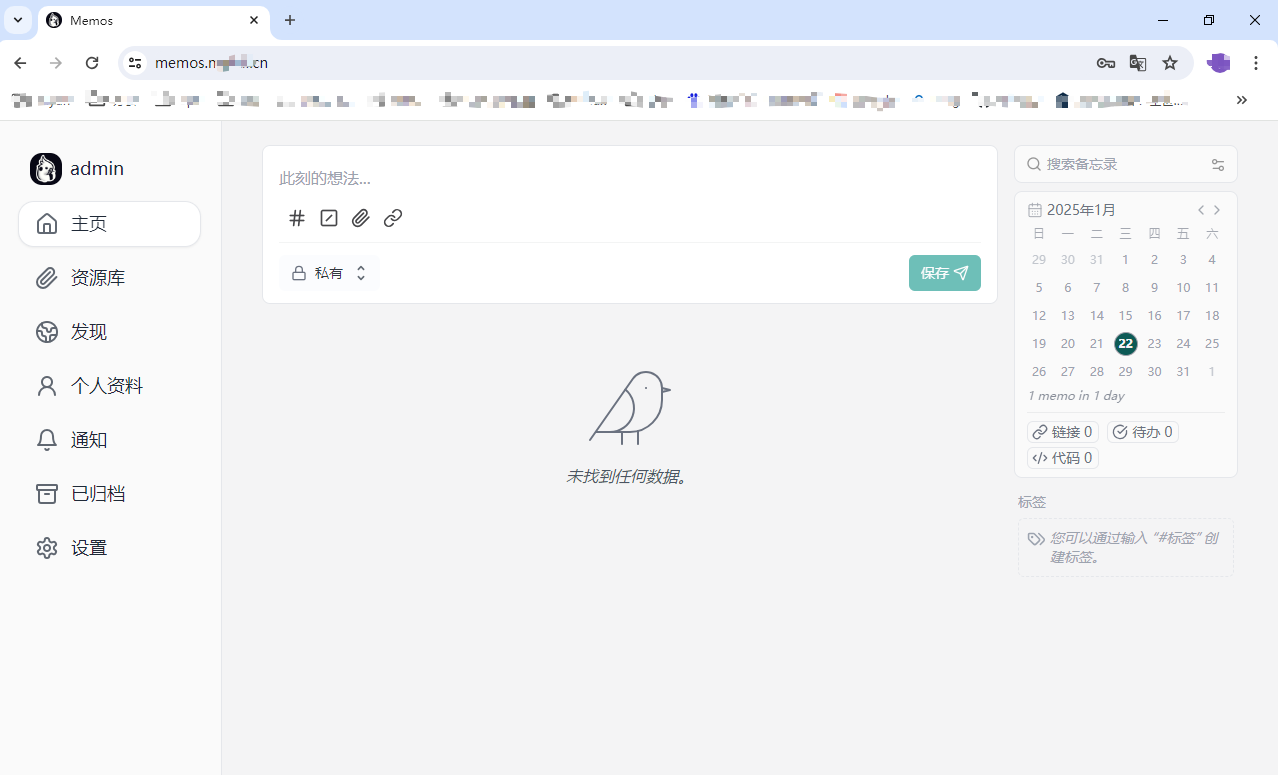 Memos
memos.n
.cn
admin
主页
资源库
发现
个人资料
通知
已归档
设置
此刻的想法...
私有
保存
未找到任何数据。
搜索备忘录
2025年1月
日 一 二 三 四 五 六
29 30 31 1 2 3 4
5 6 7 8 9 10 11
12 13 14 15 16 17 18
19 20 21 22 23 24 25
26 27 28 29 30 31 1
1 memo in 1 day
链接 0 待办 0
代码 0
标签
您可以通过输入 “#标签” 创
建标签。